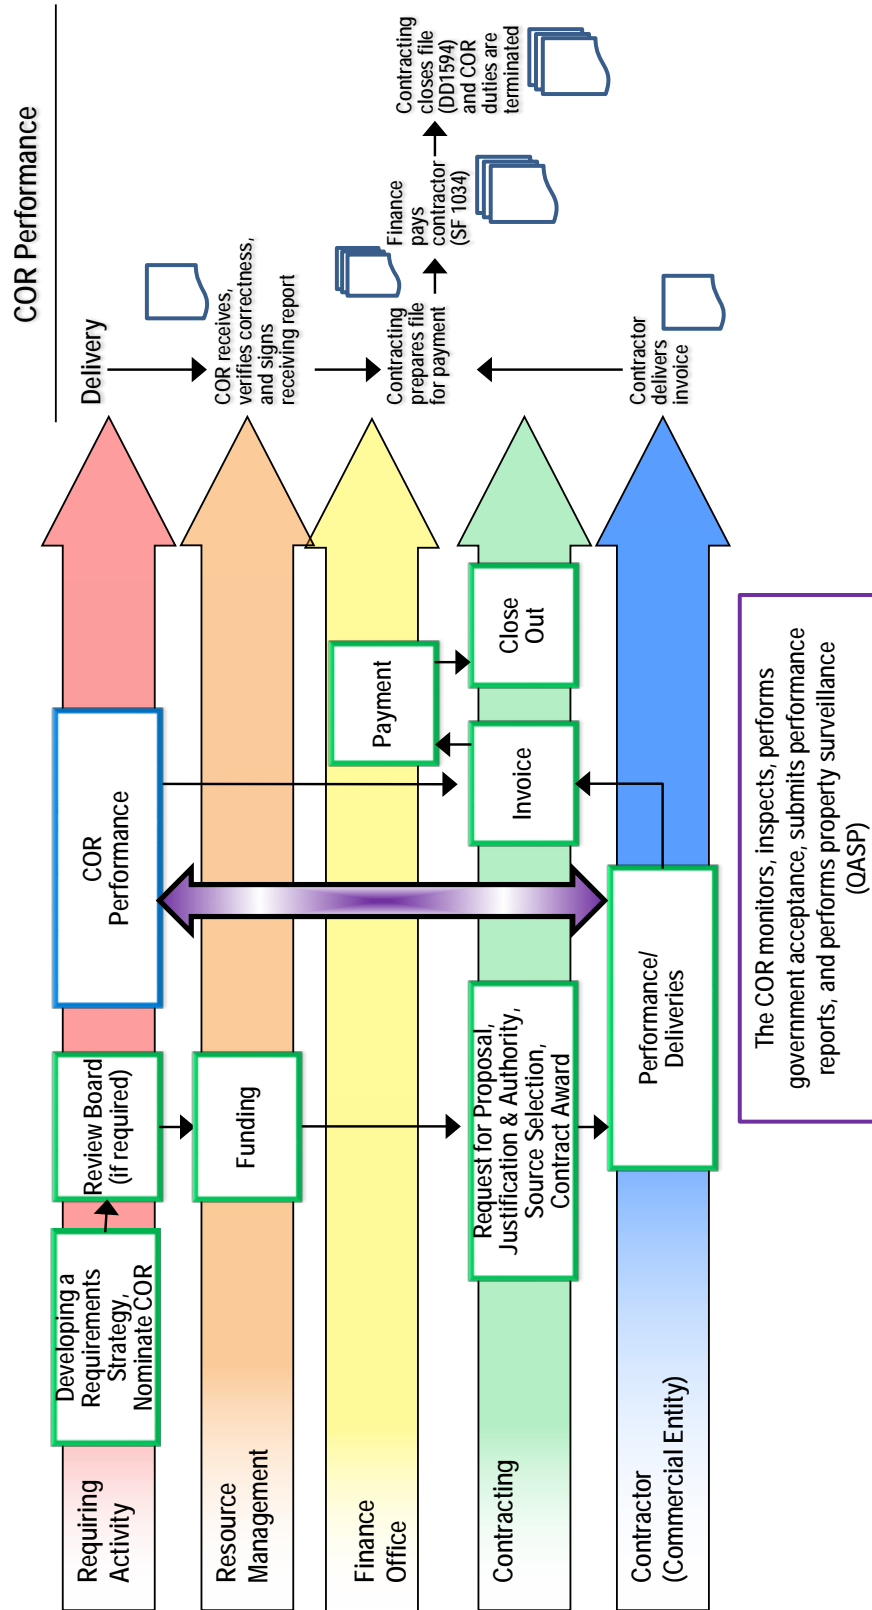 COR Performance
Requiring
Activity
Developing a
Requirements
Strategy,
Nominate COR
Review Board
(if required)
COR
Performance
Delivery
Resource
Management
Funding
COR receives,
verifies correctness,
and signs
receiving report
Finance
Office
Payment
Contracting
prepares file
for payment
Finance
pays
contractor
(SF 1034)
Contracting
closes file
(DD1594)
and COR
duties are
terminated
Contracting
Request for Proposal,
Justification & Authority,
Source Selection,
Contract Award
Invoice
Close
Out
Contractor
(Commercial Entity)
Performance/
Deliveries
Contractor
delivers
invoice
The COR monitors, inspects, performs
government acceptance, submits performance
reports, and performs property surveillance
(QASP)